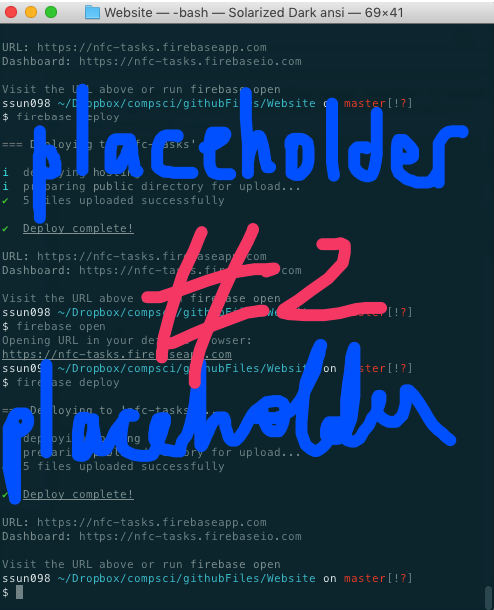 Website — -bash — Solarized Dark ansi — 69×41
URL: https://nfc-tasks.firebaseapp.com
Dashboard: https://nfc-tasks.firebaseio.com
Visit the URL above or run firebase open
ssun098 ~/Dropbox/compsci/githubFiles/Website on master[!?]
$ firebase deploy
placeholder
=== Deploying to 'nfc-tasks'
i deploying hosting
i preparing public directory for upload...
✔ 5 files uploaded successfully
✔ Deploy complete!
#2
URL: https://nfc-tasks.firebaseapp.com
Dashboard: https://nfc-tasks.firebaseio.com
Visit the URL above or run firebase open
ssun098 ~/Dropbox/compsci/githubFiles/Website on master[!?]
$ firebase open
Opening URL in your default browser:
https://nfc-tasks.firebaseapp.com
ssun098 ~/Dropbox/compsci/githubFiles/Website on master[!?]
$ firebase deploy
placeholder
=== Deploying to 'nfc-tasks'...
deploying hosting
preparing public directory for upload...
5 files uploaded successfully
✔ Deploy complete!
URL: https://nfc-tasks.firebaseapp.com
Dashboard: https://nfc-tasks.firebaseio.com
Visit the URL above or run firebase open
ssun098 ~/Dropbox/compsci/githubFiles/Website on master[!?]
$